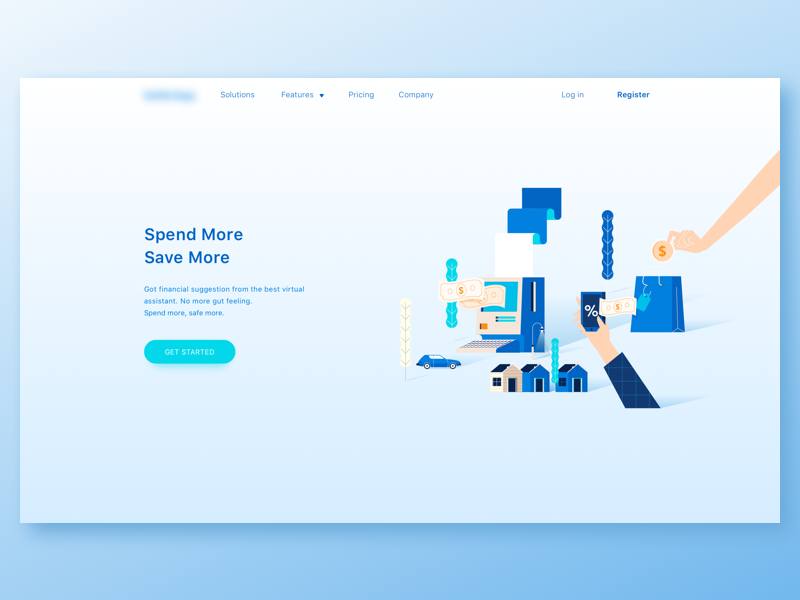 Solutions
Features
Pricing
Company
Log in
Register
Spend More
Save More
Got financial suggestion from the best virtual
assistant. No more gut feeling.
Spend more, safe more.
GET STARTED
$
$
%
$